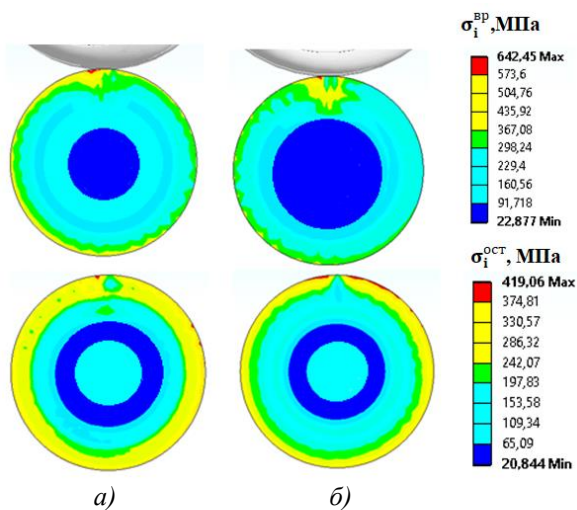 σᵢᵇᵖ,МПа
642,45 Max
573,6
504,76
435,92
367,08
298,24
229,4
160,56
91,718
22,877 Min
σᵢᵒᶜᵀ, МПа
419,06 Max
374,81
330,57
286,32
242,07
197,83
153,58
109,34
65,09
20,844 Min
а) б)